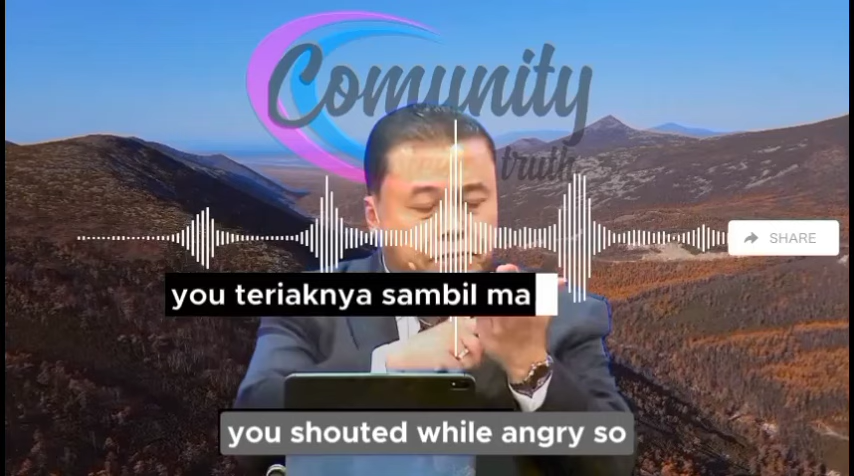 Comunity
truth
SHARE
you teriaknya sambil ma
you shouted while angry so